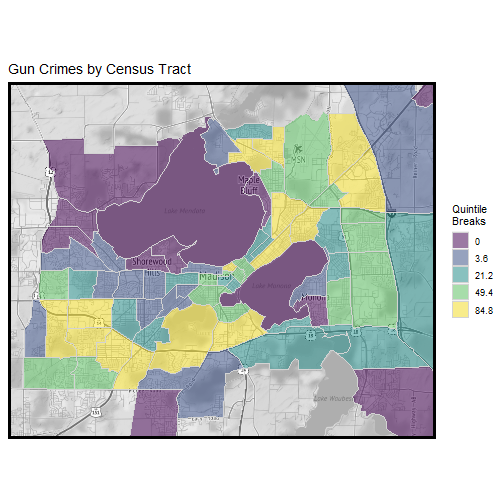 Gun Crimes by Census Tract
Lake Mendota
MSN
Maple
Bluff
Shorewood
Hills
Madison
Lake Monona
Monona
Lake Waubesa
Quintile
Breaks
0
3.6
21.2
49.4
84.8